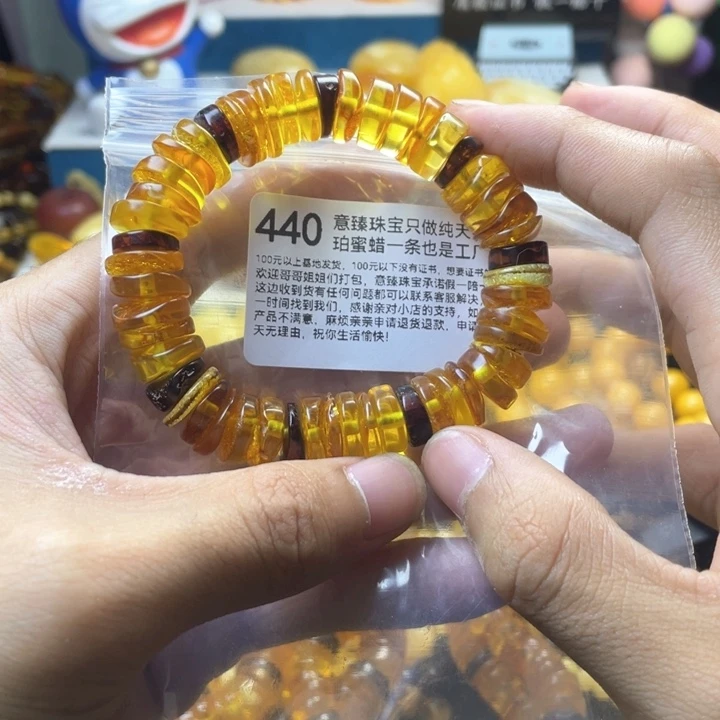 440
意臻珠宝只做纯天
珀蜜蜡一条也是工厂
100元以上基地发货，100元以下没有证书，想要证书
欢迎哥哥姐姐们打包，意臻珠宝承诺假一赔
这边收到货有任何问题都可以联系客服解决
一时间找到我们，感谢亲对小店的支持，如
产品不满意、麻烦亲亲申请退货退款，申请
天无理由，祝你生活愉快！